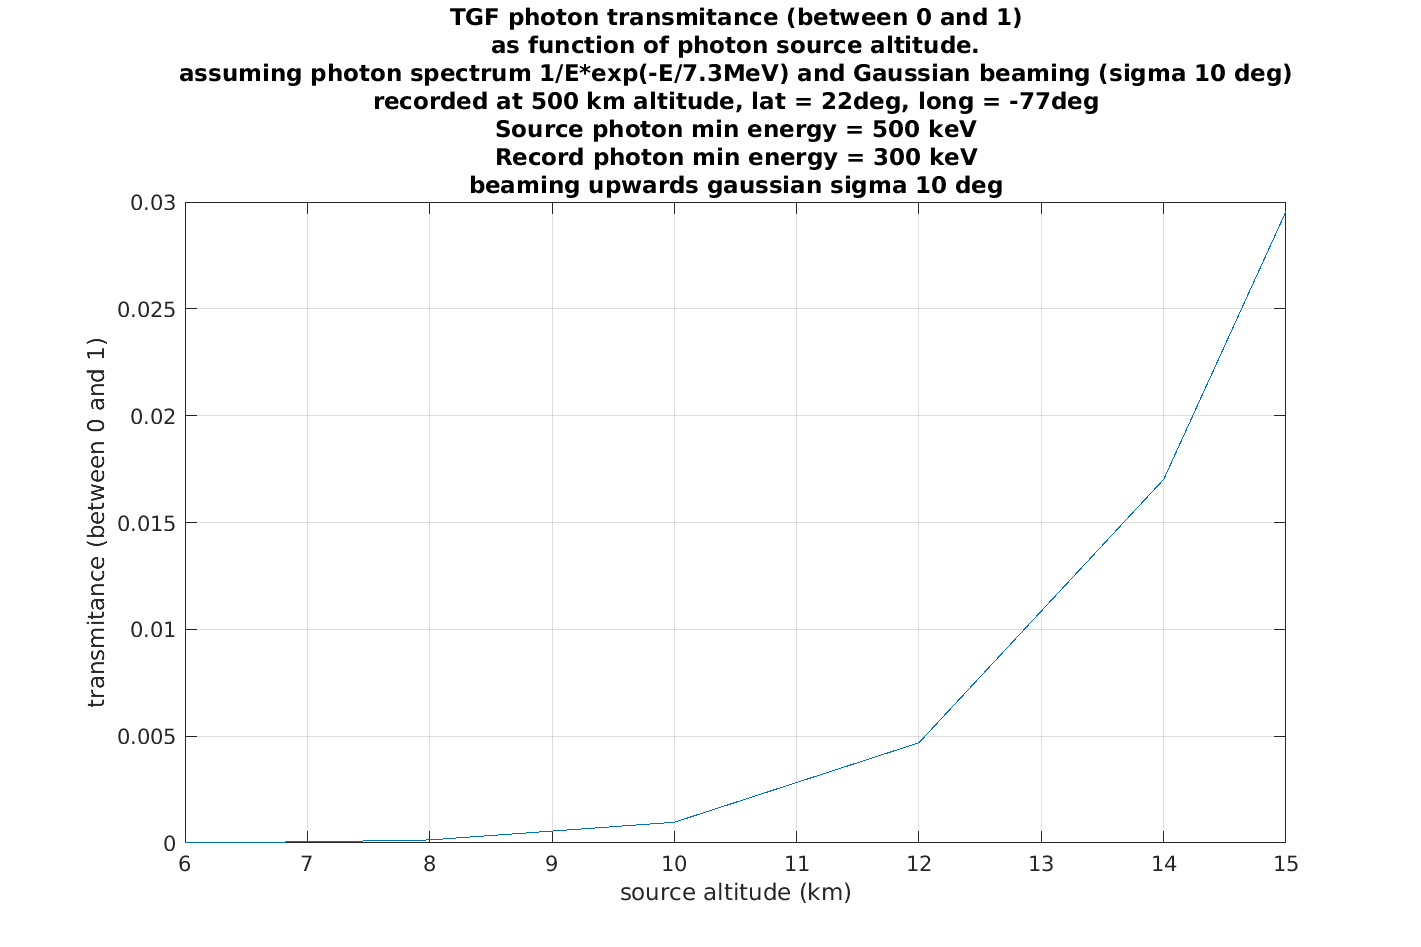 TGF photon transmitance (between 0 and 1)
as function of photon source altitude.
assuming photon spectrum 1/E*exp(-E/7.3MeV) and Gaussian beaming (sigma 10 deg)
recorded at 500 km altitude, lat = 22deg, long = -77deg
Source photon min energy = 500 keV
Record photon min energy = 300 keV
beaming upwards gaussian sigma 10 deg
0.03
0.025
0.02
0.015
0.01
0.005
0
transmitance (between 0 and 1)
6 7 8 9 10 11 12 13 14 15
source altitude (km)